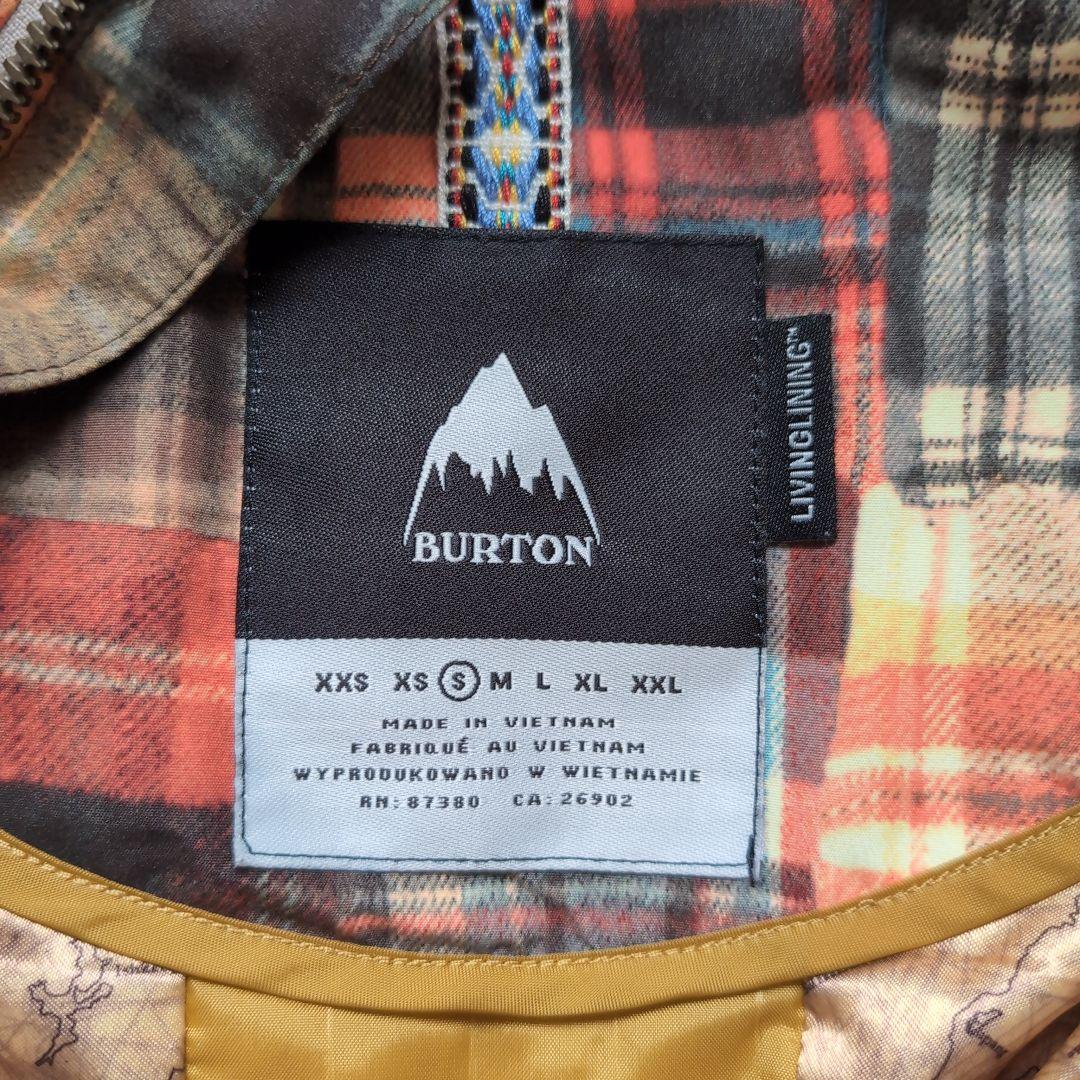 BURTON
LIVINGLINING™
XXS XS S M L XL XXL
MADE IN VIETNAM
FABRIQUÉ AU VIETNAM
WYPRODUKOWANO W WIETNAMIE
RN: 87380 CA: 26902